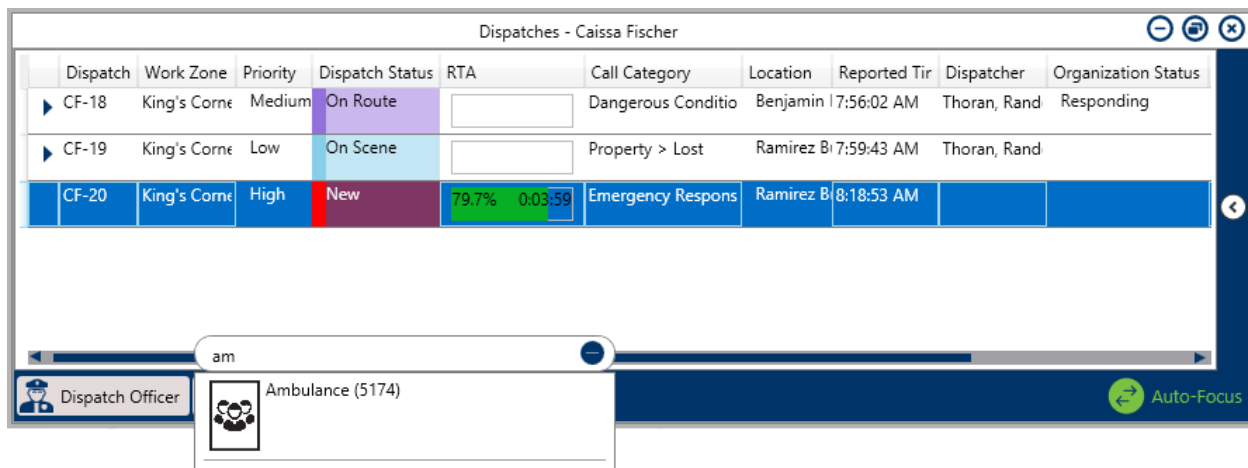 Dispatches - Caissa Fischer
Dispatch Work Zone Priority Dispatch Status RTA Call Category Location Reported Tir Dispatcher Organization Status
CF-18 King's Corne Medium On Route Dangerous Conditio Benjamin 7:56:02 AM Thoran, Rand Responding
CF-19 King's Corne Low On Scene Property > Lost Ramirez B 7:59:43 AM Thoran, Rand
CF-20 King's Corne High New 79.7% 0:03:59 Emergency Respons Ramirez B 8:18:53 AM
am
Dispatch Officer Ambulance (5174) Auto-Focus